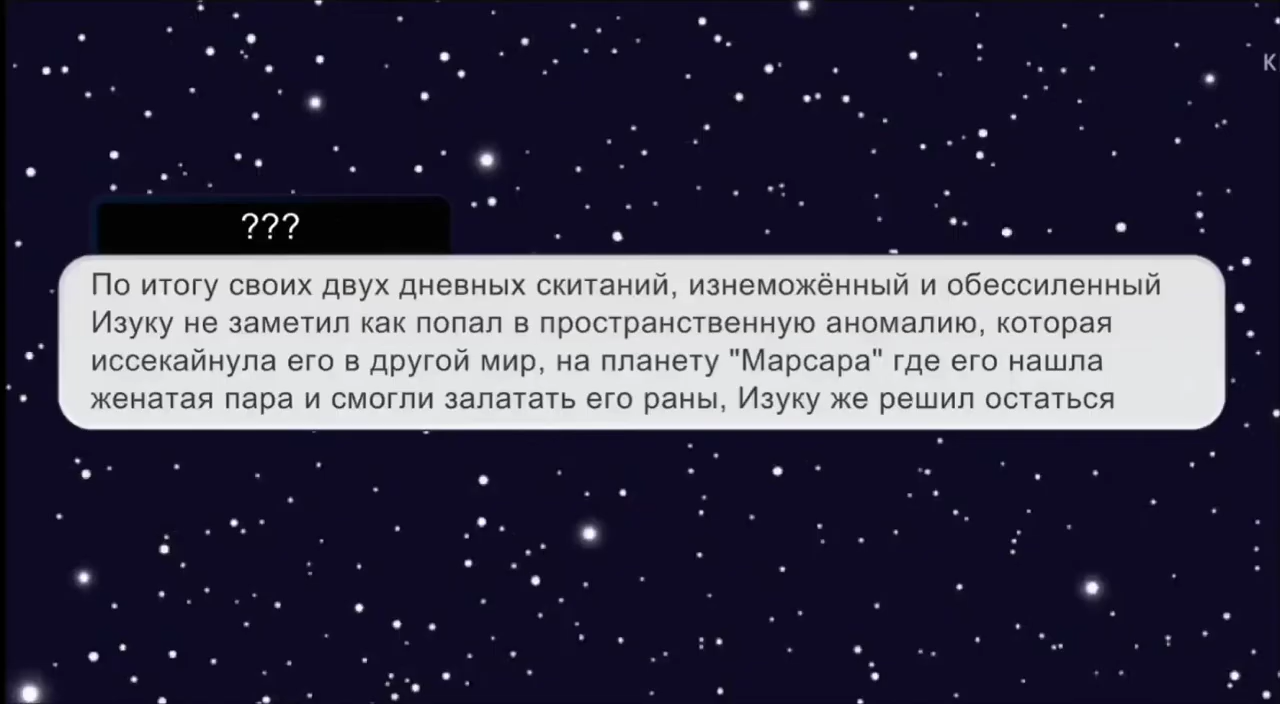 К
???
По итогу своих двух дневных скитаний, изнеможённый и обессиленный
Изуку не заметил как попал в пространственную аномалию, которая
иссекайнула его в другой мир, на планету "Марсара" где его нашла
женатая пара и смогли залатать его раны, Изуку же решил остаться